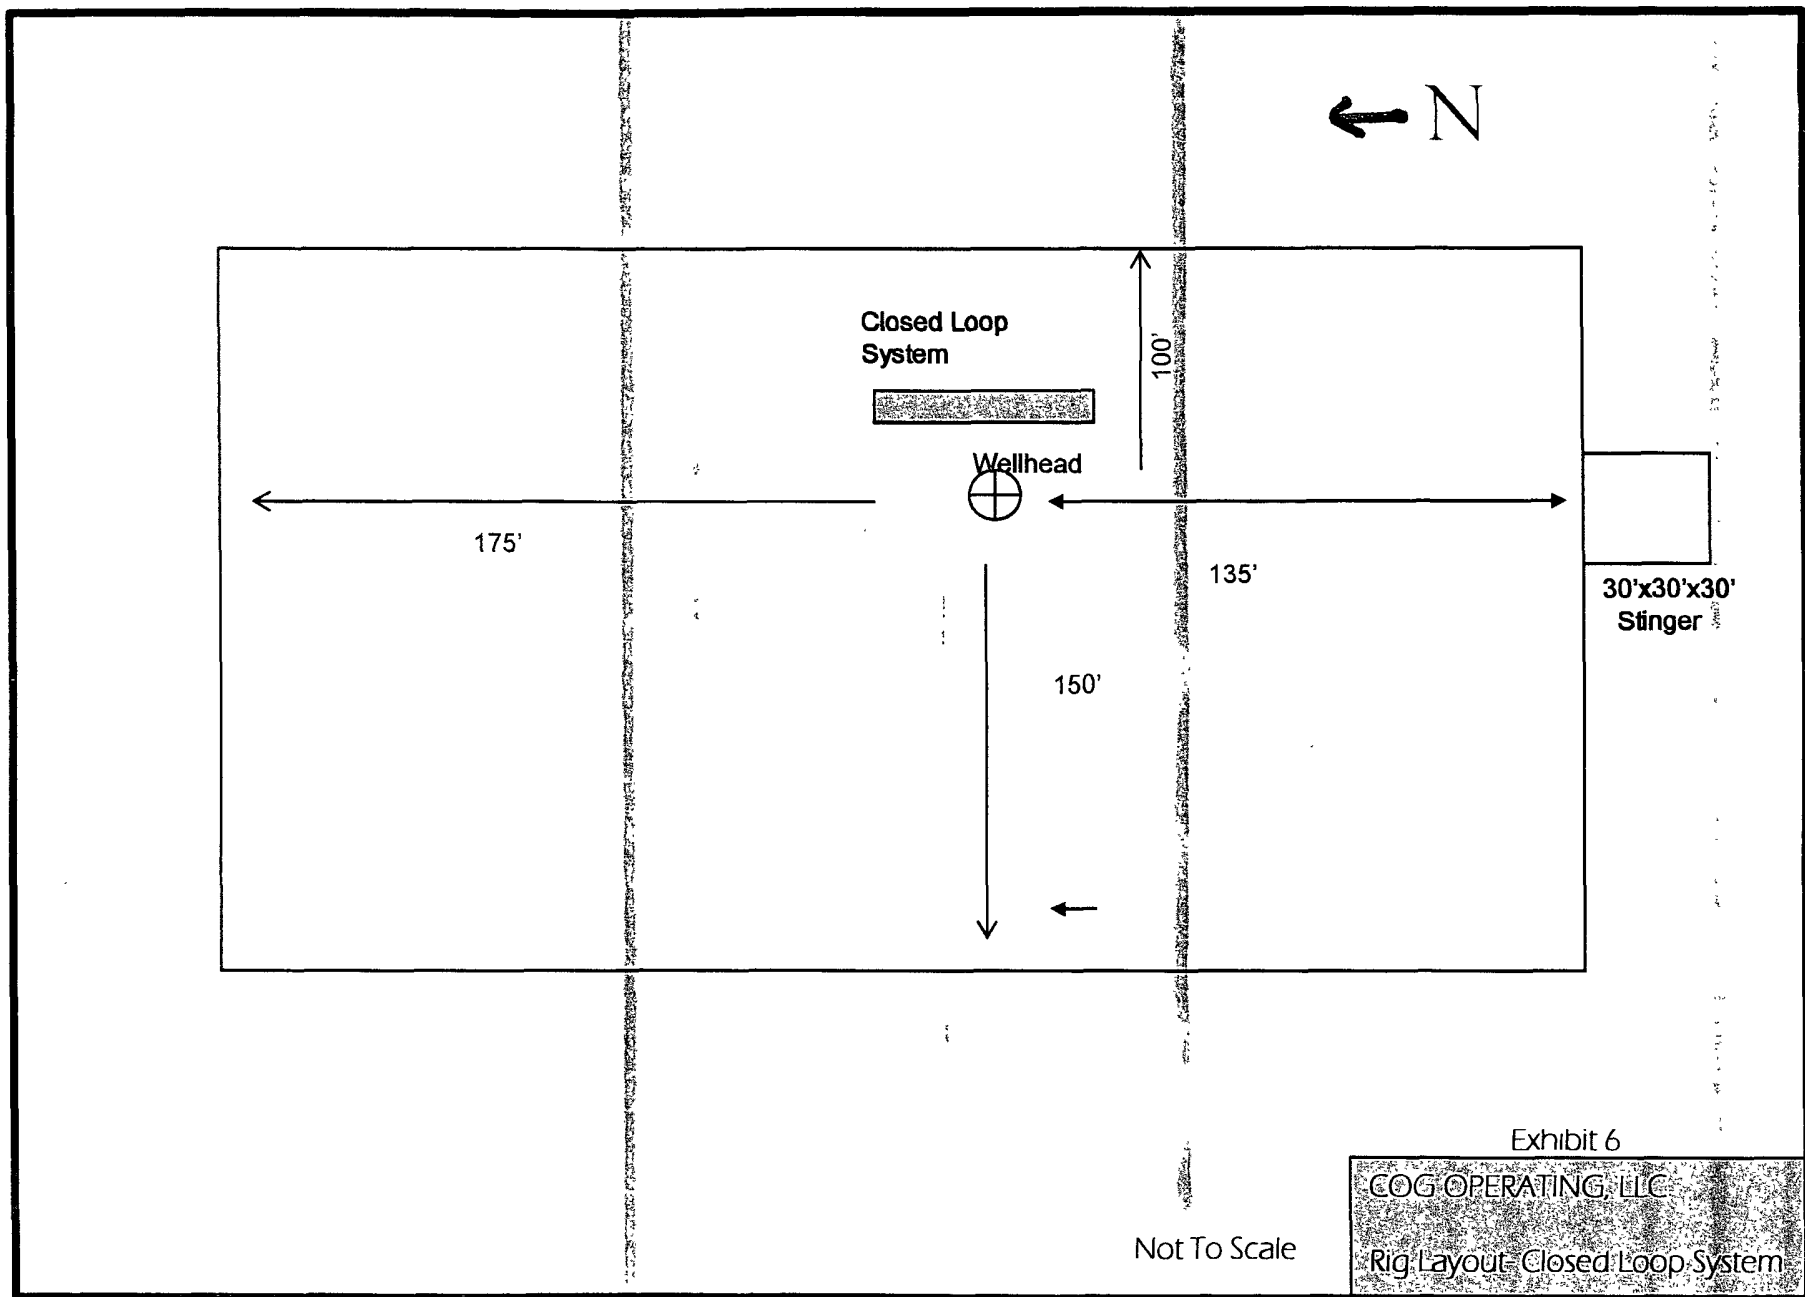 N
Closed Loop
System
100'
Wellhead
175'
135'
30'x30'x30'
Stinger
150'
Exhibit 6
COG OPERATING, LLC
Not To Scale
Rig Layout- Closed Loop System